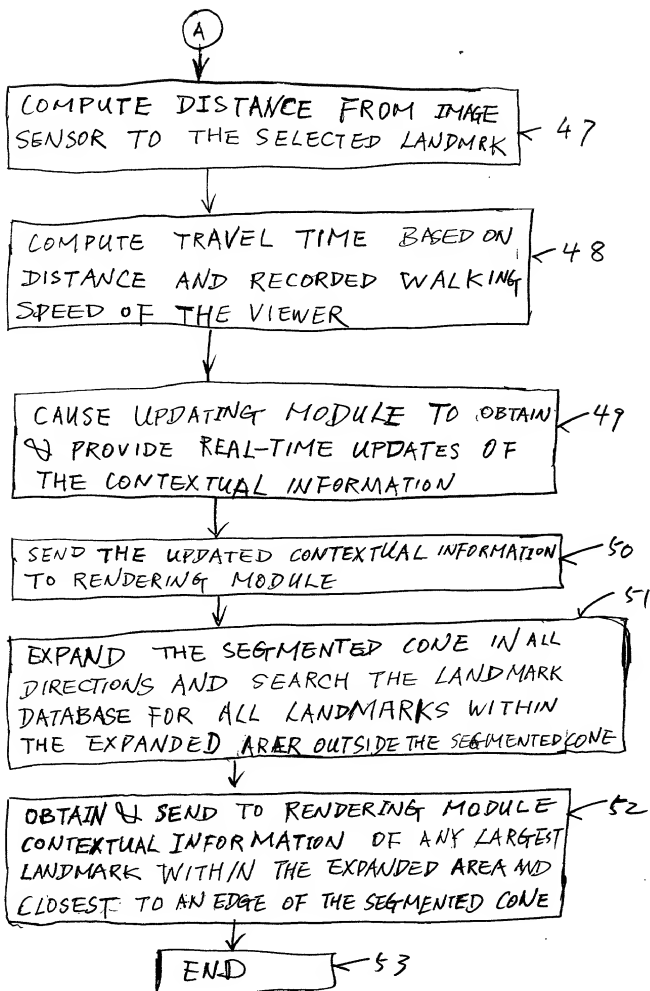 A
COMPUTE DISTANCE FROM IMAGE
SENSOR TO THE SELECTED LANDMRK
47
COMPUTE TRAVEL TIME BASED ON
DISTANCE AND RECORDED WALKING
SPEED OF THE VIEWER
48
CAUSE UPDATING MODULE TO OBTAIN
& PROVIDE REAL-TIME UPDATES OF
THE CONTEXTUAL INFORMATION
49
SEND THE UPDATED CONTEXTUAL INFORMATION
TO RENDERING MODULE
50
51
EXPAND THE SEGMENTED CONE IN ALL
DIRECTIONS AND SEARCH THE LANDMARK
DATABASE FOR ALL LANDMARKS WITHIN
THE EXPANDED ARER OUTSIDE THE SEGMENTED CONE
OBTAIN & SEND TO RENDERING MODULE
CONTEXTUAL INFORMATION OF ANY LARGEST
LANDMARK WITHIN THE EXPANDED AREA AND
CLOSEST TO AN EDGE OF THE SEGMENTED CONE
52
END
53